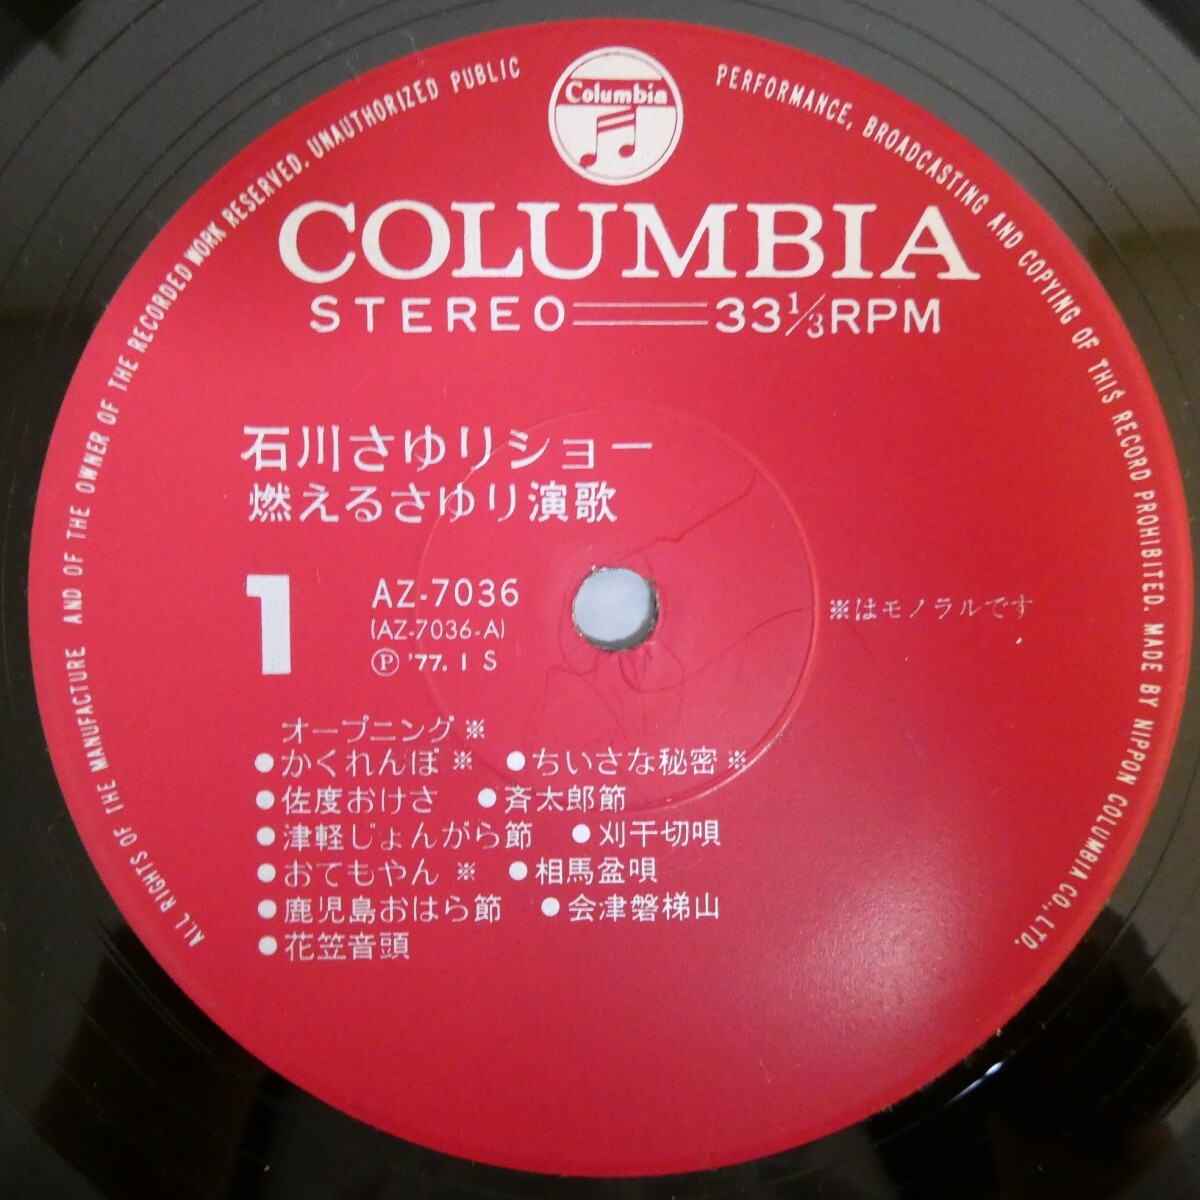 Columbia
COLUMBIA
STEREO 33⅓RPM
石川さゆりショー
燃えるさゆり演歌
1
AZ-7036
(AZ-7036-A)
Ⓟ '77. 1 S
※はモノラルです
オープニング※
●かくれんぼ※ ●ちいさな秘密※
●佐度おけさ ●斉太郎節
●津軽じょんがら節 ●刈干切唄
●おてもやん※ ●相馬盆唄
●鹿児島おはら節 ●会津磐梯山
●花笠音頭
ALL RIGHTS OF THE MANUFACTURE AND OF THE OWNER OF THE RECORDED WORK RESERVED. UNAUTHORIZED PUBLIC PERFORMANCE, BROADCASTING AND COPYING OF THIS RECORD PROHIBITED. MADE BY NIPPON COLUMBIA CO., LTD.